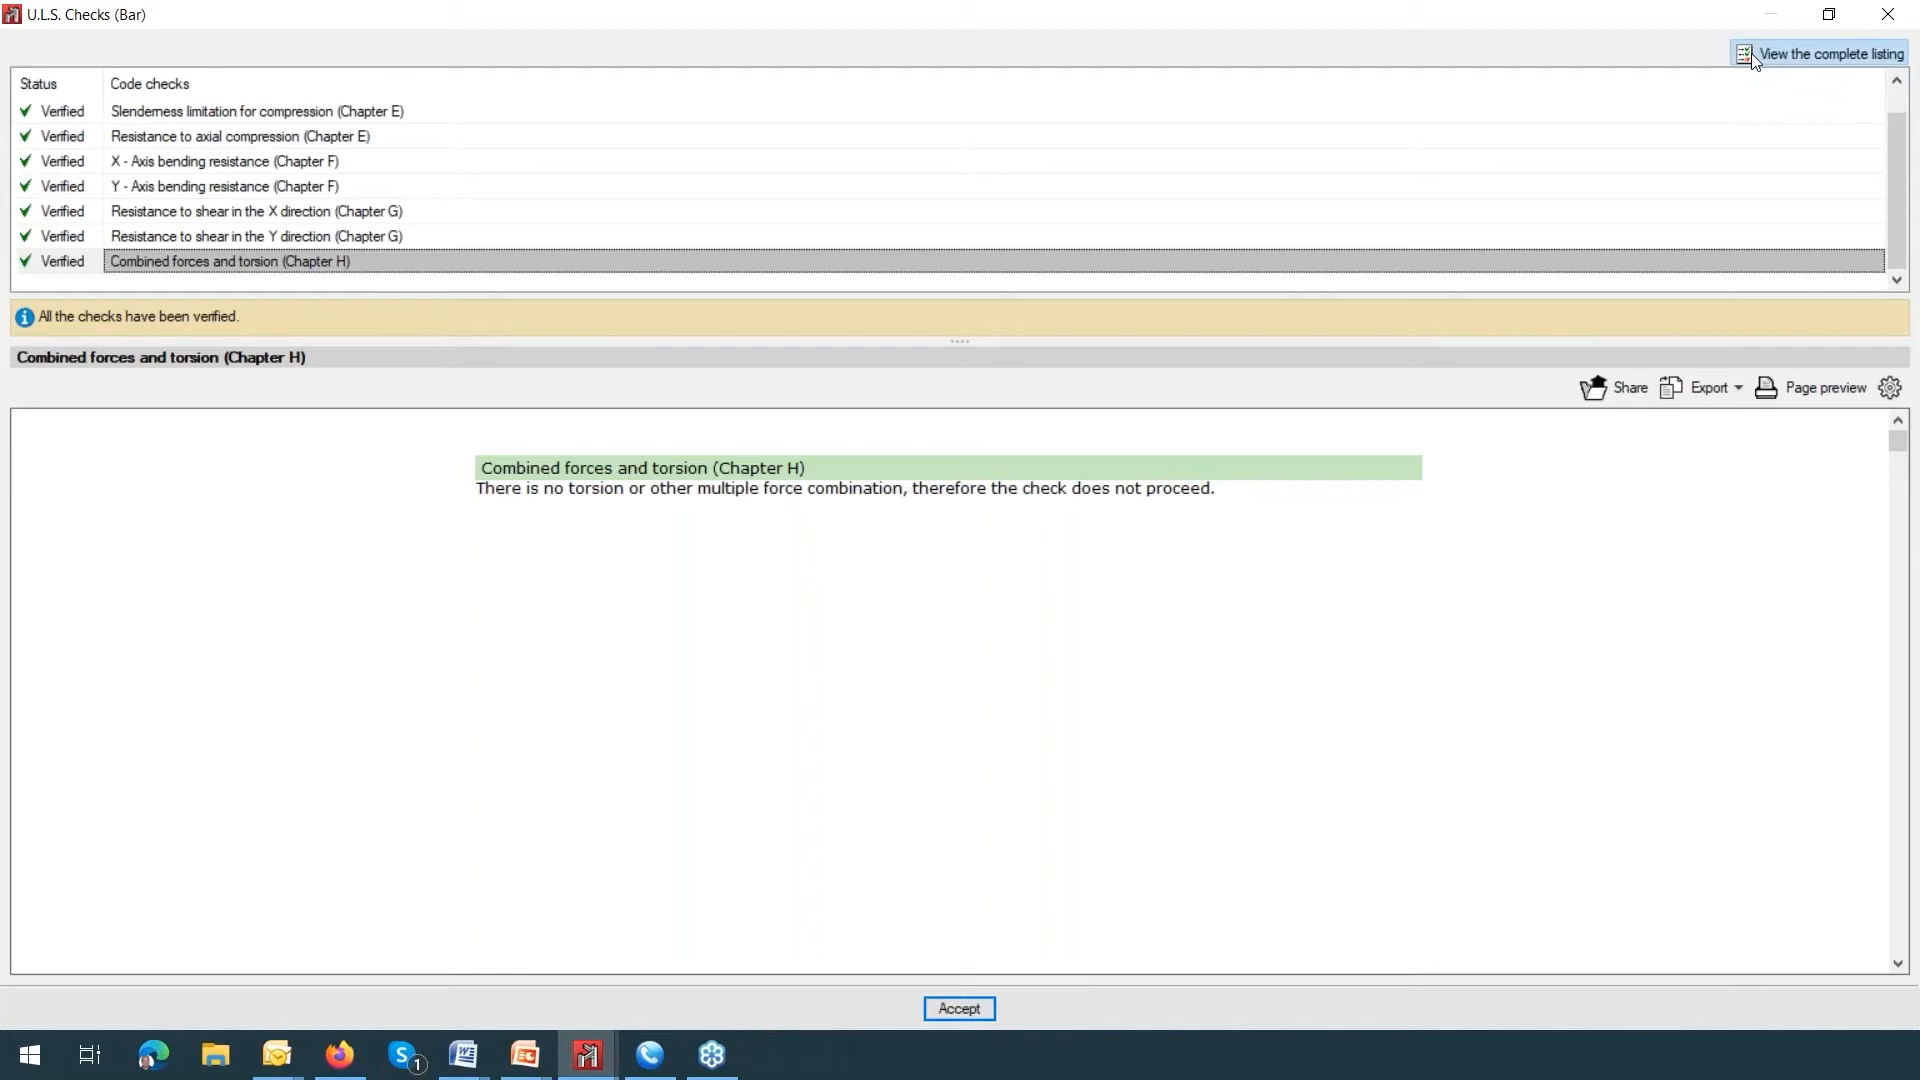 U.L.S. Checks (Bar)
View the complete listing
Status Code checks
Verified Slenderness limitation for compression (Chapter E)
Verified Resistance to axial compression (Chapter E)
Verified X - Axis bending resistance (Chapter F)
Verified Y - Axis bending resistance (Chapter F)
Verified Resistance to shear in the X direction (Chapter G)
Verified Resistance to shear in the Y direction (Chapter G)
Verified Combined forces and torsion (Chapter H)
All the checks have been verified.
Combined forces and torsion (Chapter H)
Share Export Page preview
Combined forces and torsion (Chapter H)
There is no torsion or other multiple force combination, therefore the check does not proceed.
Accept
S 1